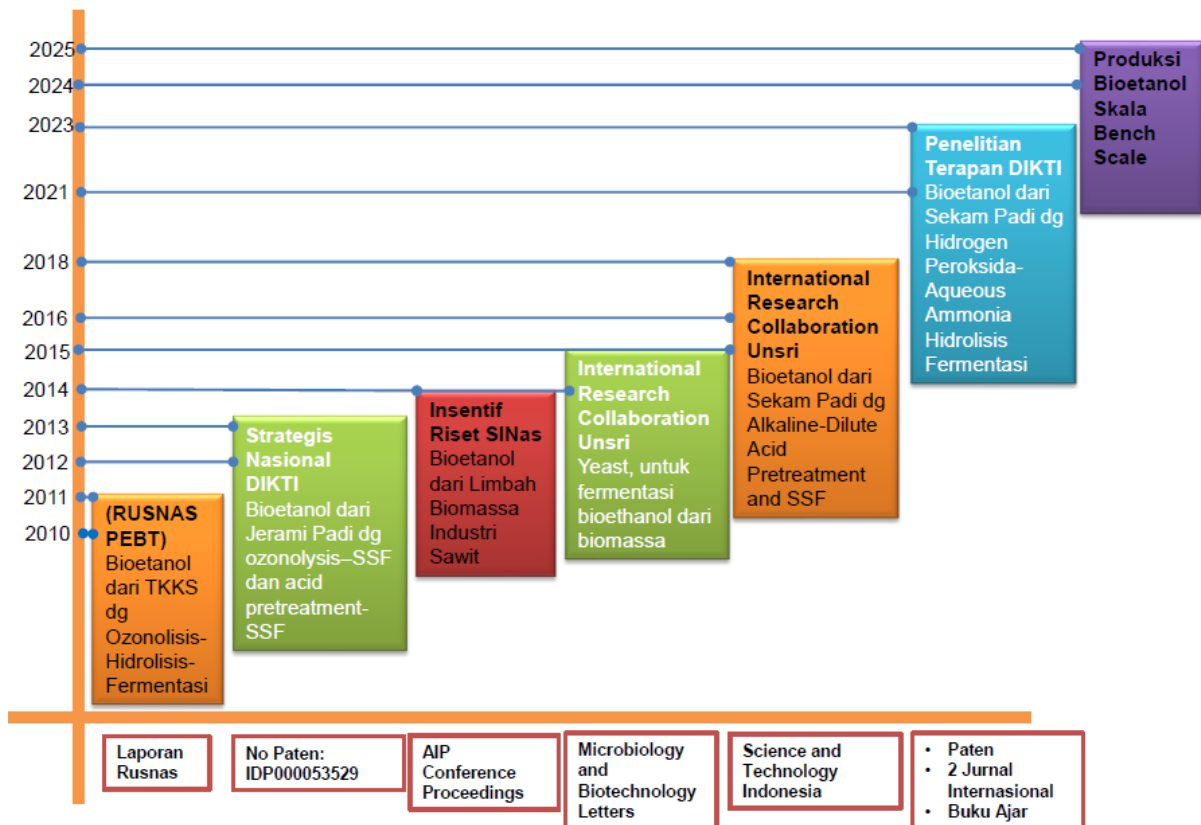 2025
2024
2023
2021
2018
2016
2015
2014
2013
2012
2011
2010
(RUSNAS
PEBT)
Bioetanol
dari TKKS
dg
Ozonolisis-
Hidrolisis-
Fermentasi
Strategis
Nasional
DIKTI
Bioetanol dari
Jerami Padi dg
ozonolysis–SSF
dan acid
pretreatment-
SSF
Insentif
Riset SINas
Bioetanol
dari Limbah
Biomassa
Industri
Sawit
International
Research
Collaboration
Unsri
Yeast, untuk
fermentasi
bioethanol dari
biomassa
International
Research
Collaboration
Unsri
Bioetanol dari
Sekam Padi dg
Alkaline-Dilute
Acid
Pretreatment
and SSF
Penelitian
Terapan DIKTI
Bioetanol dari
Sekam Padi dg
Hidrogen
Peroksida-
Aqueous
Ammonia
Hidrolisis
Fermentasi
Produksi
Bioetanol
Skala
Bench
Scale
Laporan
Rusnas
No Paten:
IDP000053529
AIP
Conference
Proceedings
Microbiology
and
Biotechnology
Letters
Science and
Technology
Indonesia
• Paten
• 2 Jurnal
Internasional
• Buku Ajar